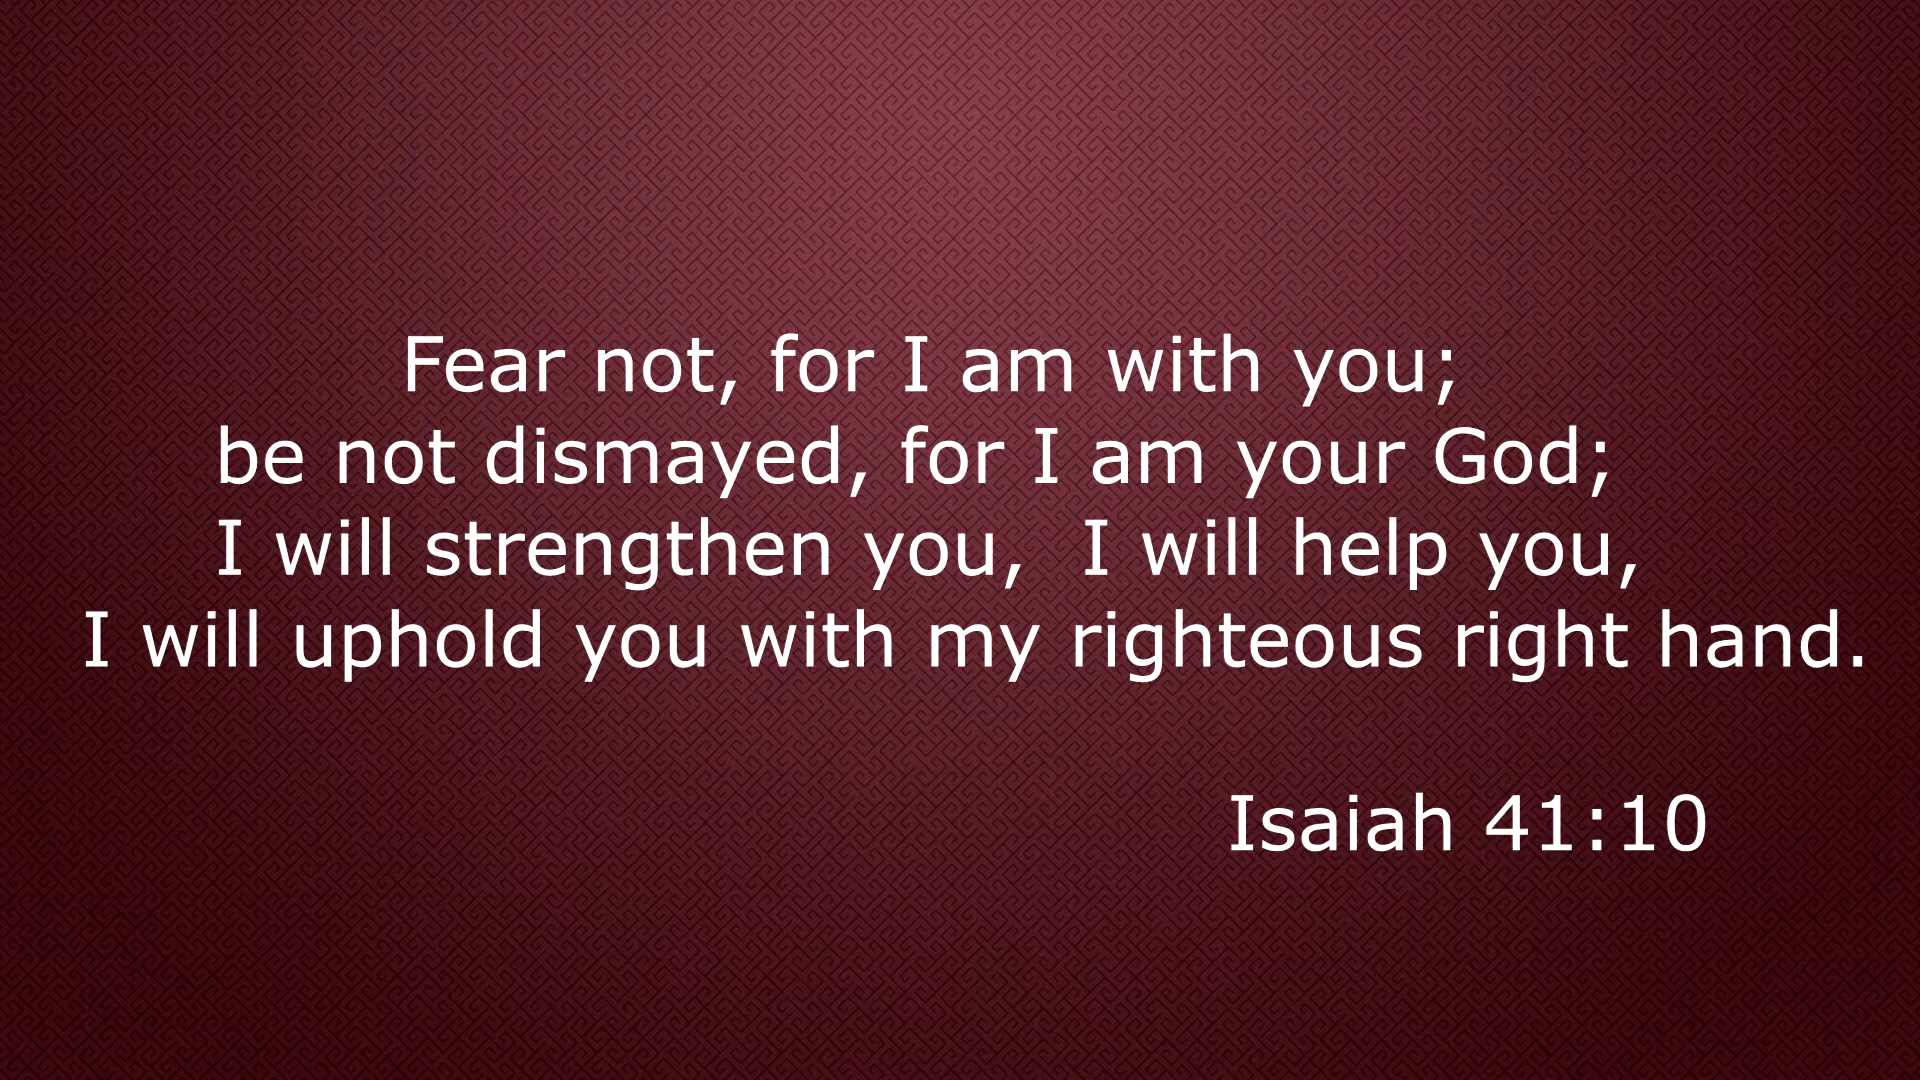 Fear not, for I am with you;
be not dismayed, for I am your God;
I will strengthen you,  I will help you,
I will uphold you with my righteous right hand.
Isaiah 41:10